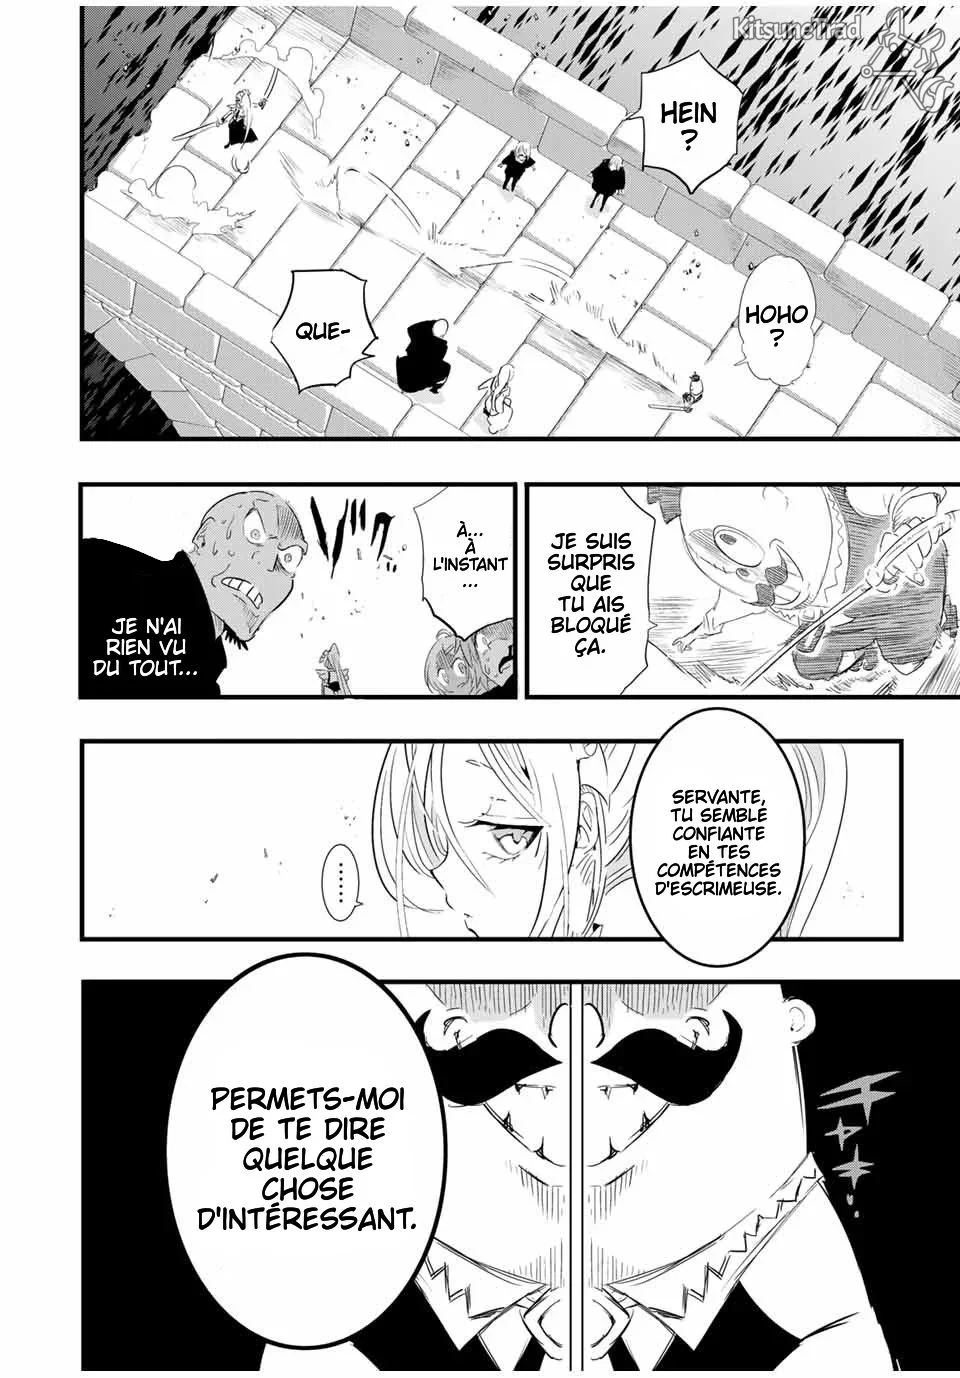 KitsuneTrad
HEIN
?
HOHO
?
QUE-
JE SUIS
SURPRIS
QUE
TU AIS
BLOQUÉ
ÇA.
À...
À
L'INSTANT
...
JE N'AI
RIEN VU
DU TOUT...
SERVANTE,
TU SEMBLE
CONFIANTE
EN TES
COMPÉTENCES
D'ESCRIMEUSE.
......
PERMETS-MOI
DE TE DIRE
QUELQUE
CHOSE
D'INTÉRESSANT.